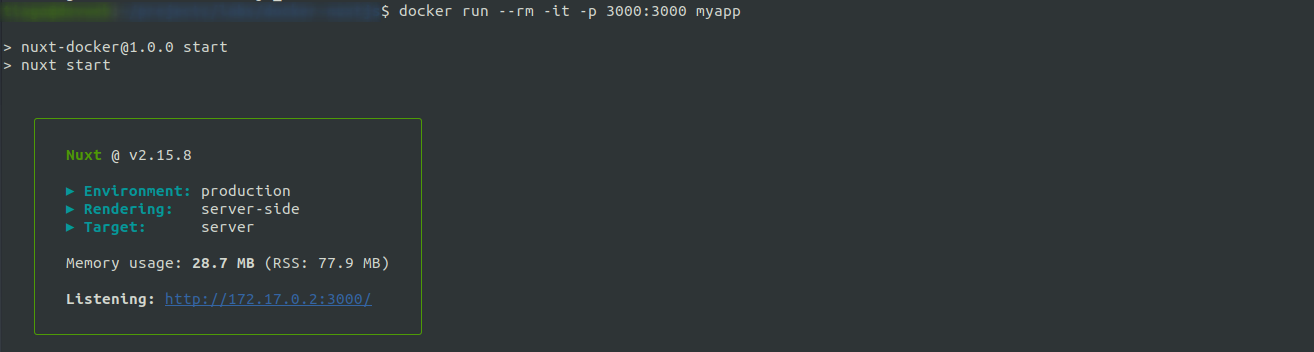 $ docker run --rm -it -p 3000:3000 myapp
> nuxt-docker@1.0.0 start
> nuxt start
Nuxt @ v2.15.8
▶ Environment: production
▶ Rendering: server-side
▶ Target: server
Memory usage: 28.7 MB (RSS: 77.9 MB)
Listening: http://172.17.0.2:3000/